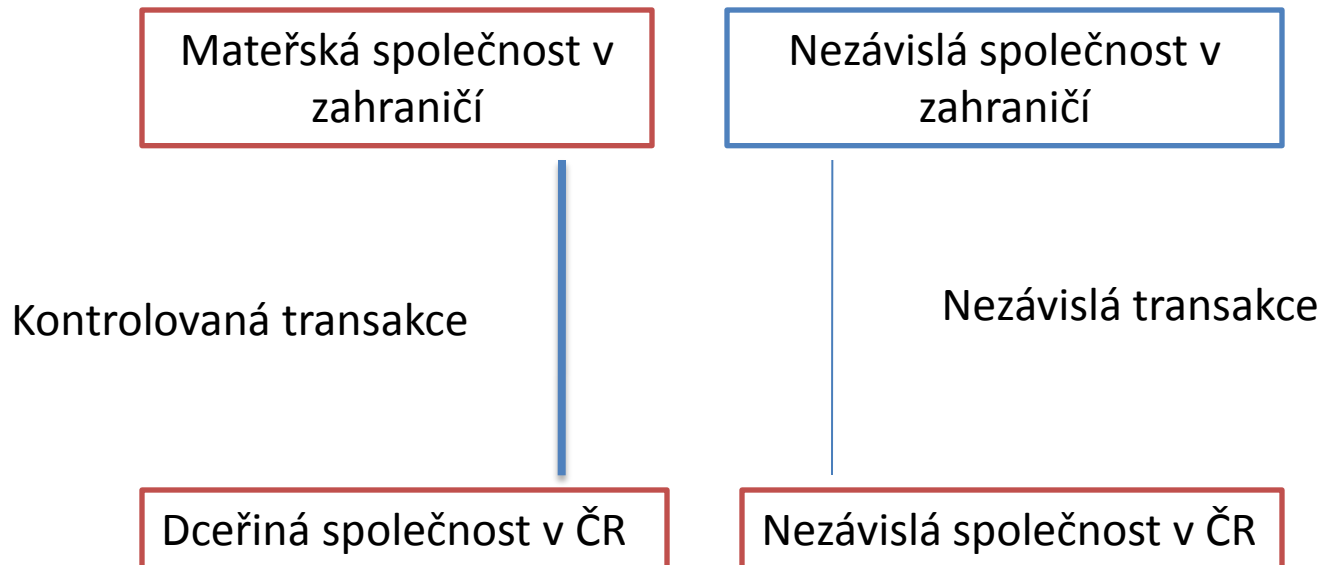 Mateřská společnost v
zahraničí
Nezávislá společnost v
zahraničí
Kontrolovaná transakce
Nezávislá transakce
Dceřiná společnost v ČR
Nezávislá společnost v ČR